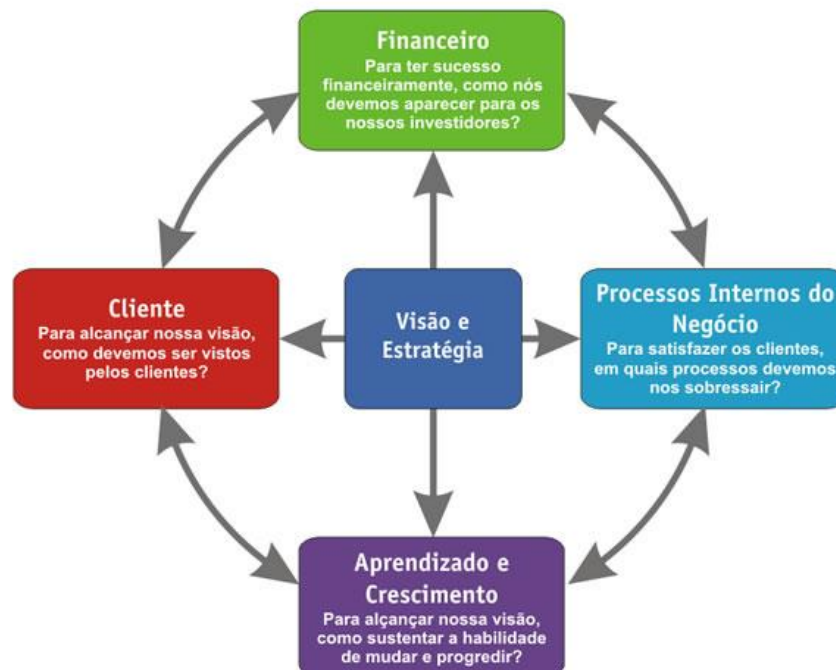 Financeiro
Para ter sucesso
financeiramente, como nós
devemos aparecer para os
nossos investidores?
Cliente
Para alcançar nossa visão,
como devemos ser vistos
pelos clientes?
Visão e
Estratégia
Processos Internos do
Negócio
Para satisfazer os clientes,
em quais processos devemos
nos sobressair?
Aprendizado e
Crescimento
Para alçançar nossa visão,
como sustentar a habilidade
de mudar e progredir?